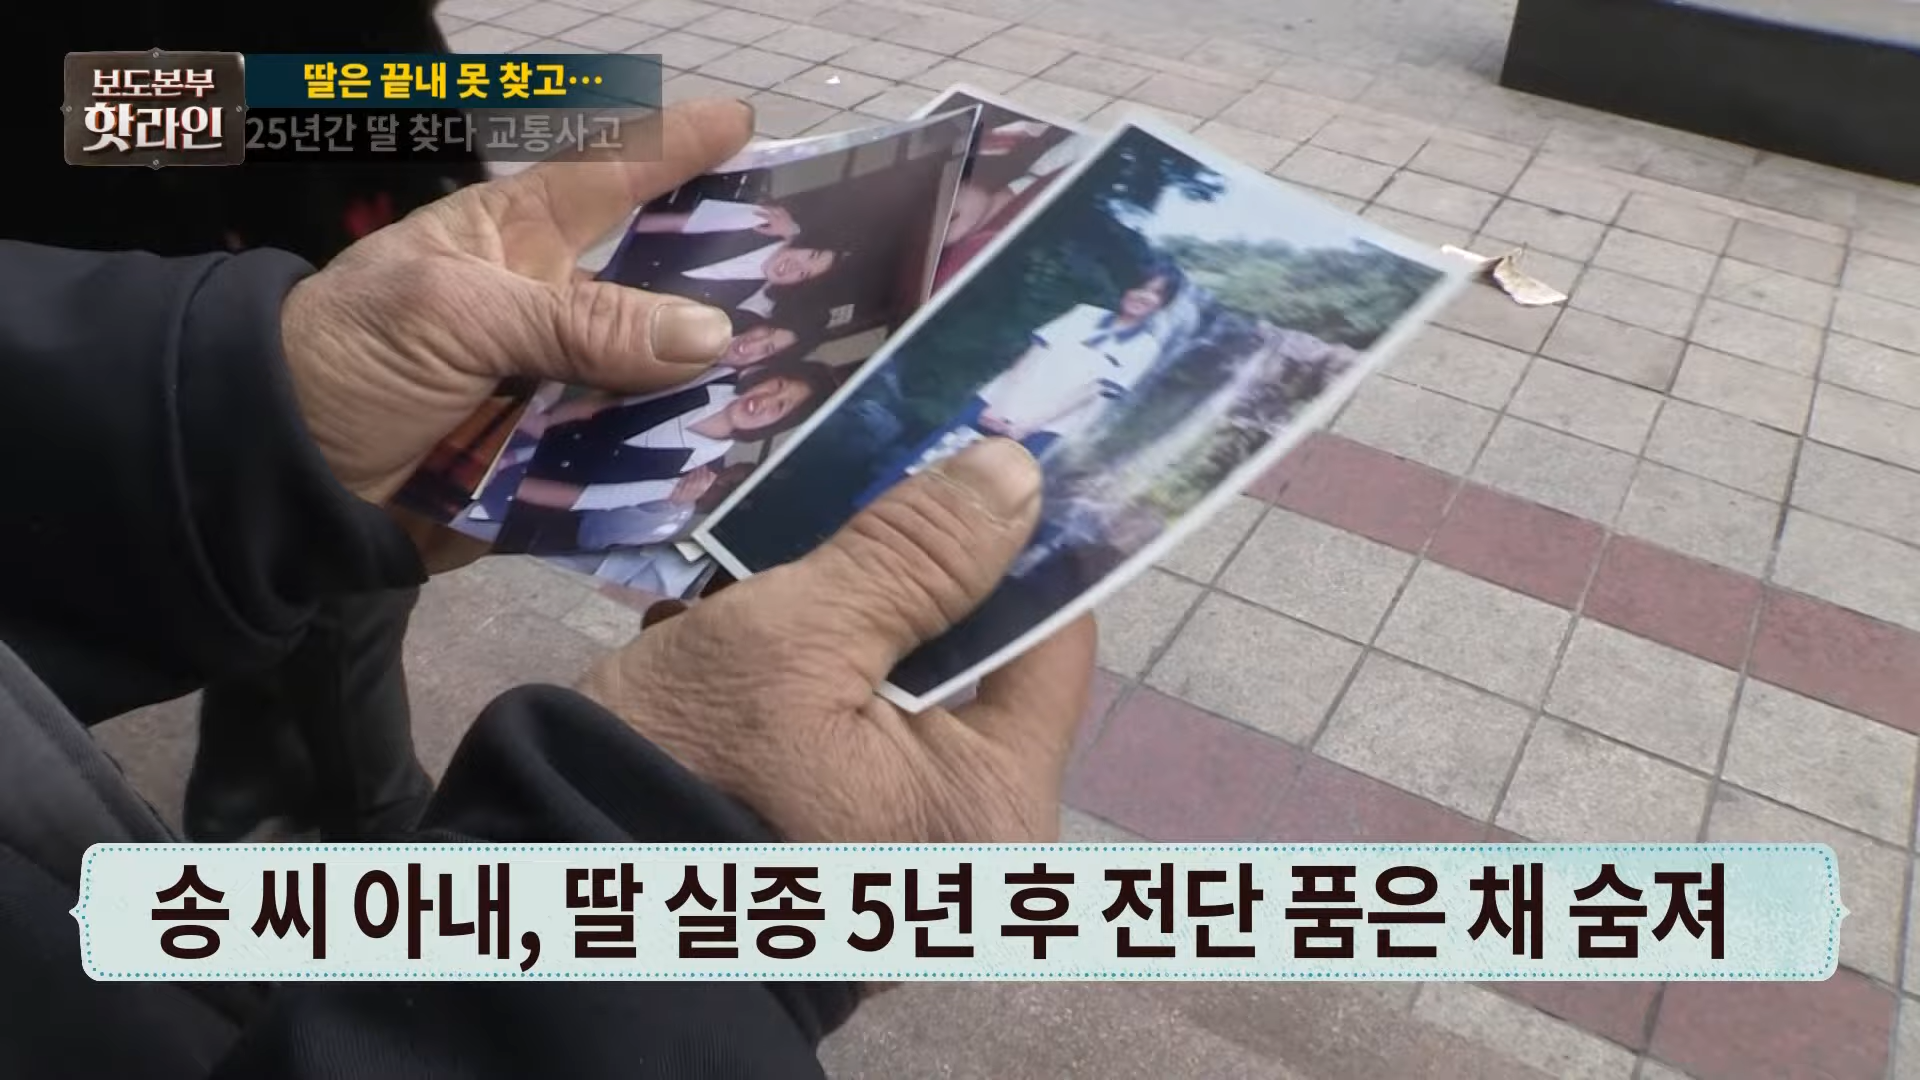 보도본부
핫라인
딸은 끝내 못 찾고…
25년간 딸 찾다 교통사고
송 씨 아내, 딸 실종 5년 후 전단 품은 채 숨져